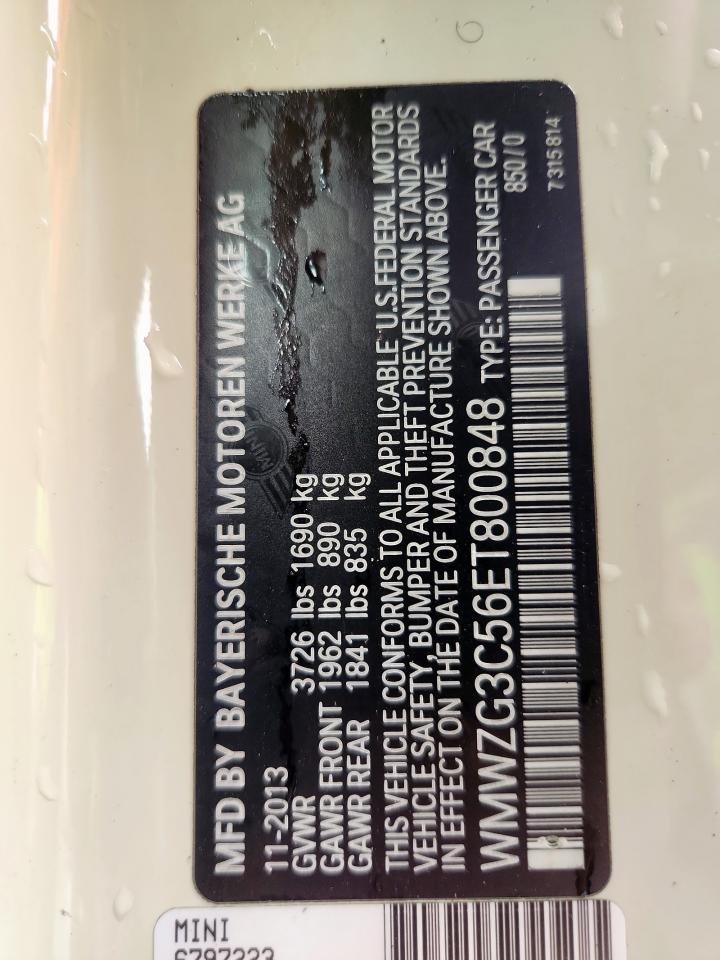 MFD BY BAYERISCHE MOTOREN WERKE AG
11-2013
GVWR 3726 lbs 1690 kg
GAWR FRONT 1962 lbs 890 kg
GAWR REAR 1841 lbs 835 kg
THIS VEHICLE CONFORMS TO ALL APPLICABLE U.S.FEDERAL MOTOR
VEHICLE SAFETY, BUMPER AND THEFT PREVENTION STANDARDS
IN EFFECT ON THE DATE OF MANUFACTURE SHOWN ABOVE.
WMWZG3C56ET800848 TYPE: PASSENGER CAR
850/0
7 315 814
MINI
MINI